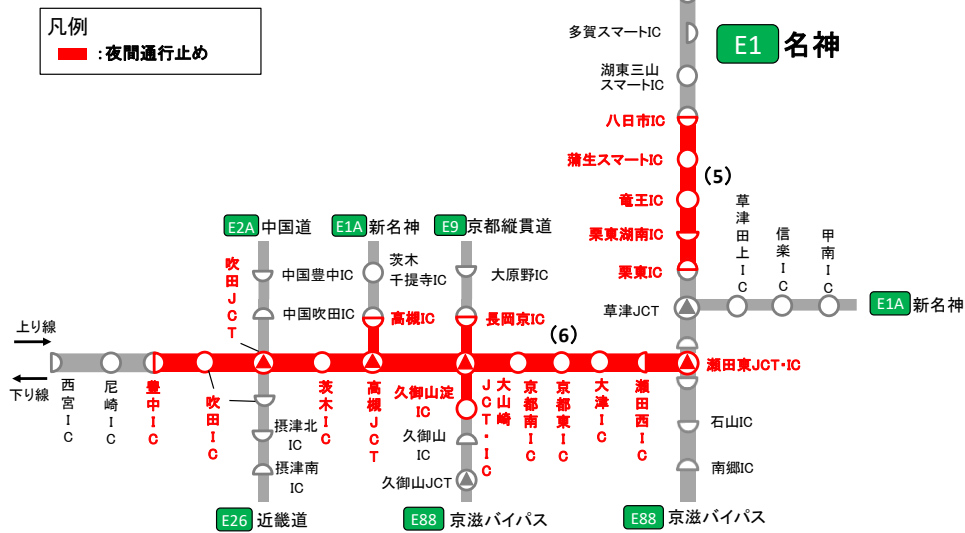 凡例
：夜間通行止め
E1 名神
多賀スマートIC
湖東三山
スマートIC
八日市IC
蒲生スマートIC
(5)
竜王IC
栗東湖南IC
栗東IC
草津JCT
草津田上IC
信楽IC
甲南IC
E1A 新名神
E2A 中国道
E1A 新名神
E9 京都縦貫道
吹田JCT
中国豊中IC
中国吹田IC
茨木
千提寺IC
高槻IC
大原野IC
長岡京IC
(6)
上り線
下り線
西宮IC
尼崎IC
豊中IC
吹田IC
茨木IC
高槻JCT
久御山淀
IC
大山崎
JCT・IC
京都南IC
京都東IC
大津IC
瀬田西IC
瀬田東JCT・IC
摂津北
IC
摂津南
IC
久御山
IC
久御山JCT
石山IC
南郷IC
E26 近畿道
E88 京滋バイパス
E88 京滋バイパス